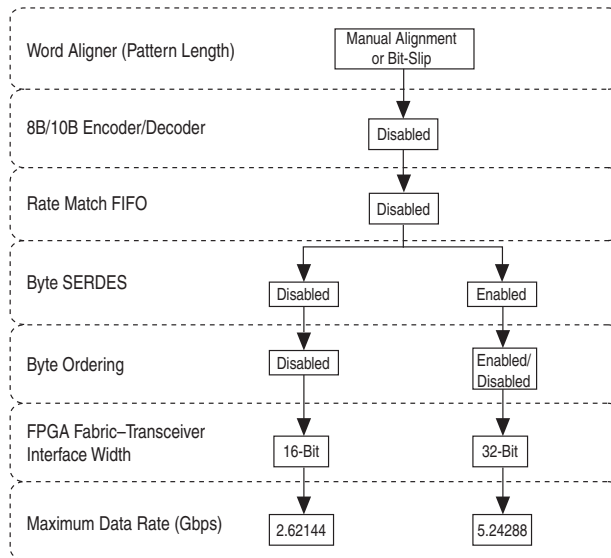 Word Aligner (Pattern Length)
Manual Alignment
or Bit-Slip
8B/10B Encoder/Decoder
Disabled
Rate Match FIFO
Disabled
Byte SERDES
Disabled
Enabled
Byte Ordering
Disabled
Enabled/
Disabled
FPGA Fabric–Transceiver
Interface Width
16-Bit
32-Bit
Maximum Data Rate (Gbps)
2.62144
5.24288